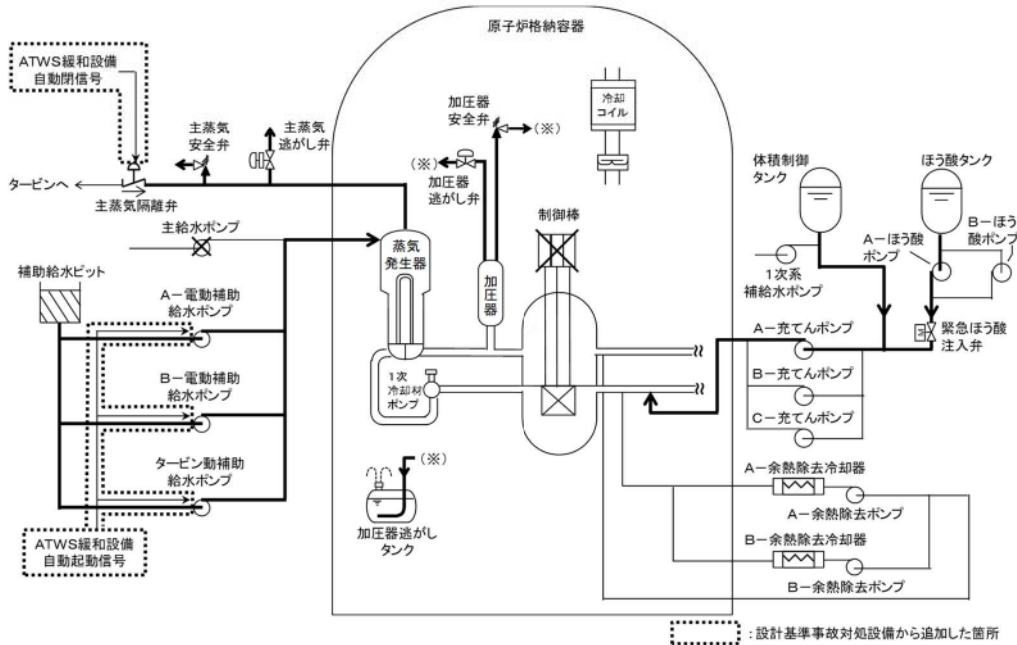 原子炉格納容器
ATWS緩和設備
自動閉信号
主蒸気
安全弁
主蒸気
逃がし弁
タービンへ
主蒸気隔離弁
加圧器
安全弁
(※)
(※)
加圧器
逃がし弁
冷却
コイル
体積制御
タンク
ほう酸タンク
B-ほう
酸ポンプ
A-ほう酸
ポンプ
1次系
補給水ポンプ
緊急ほう酸
注入弁
主給水ポンプ
蒸気
発生器
加圧器
制御棒
補助給水ピット
A-電動補助
給水ポンプ
B-電動補助
給水ポンプ
タービン動補助
給水ポンプ
ATWS緩和設備
自動起動信号
1次
冷却材
ポンプ
(※)
加圧器逃がし
タンク
A-充てんポンプ
B-充てんポンプ
C-充てんポンプ
A-余熱除去冷却器
A-余熱除去ポンプ
B-余熱除去冷却器
B-余熱除去ポンプ
:設計基準事故対処設備から追加した箇所